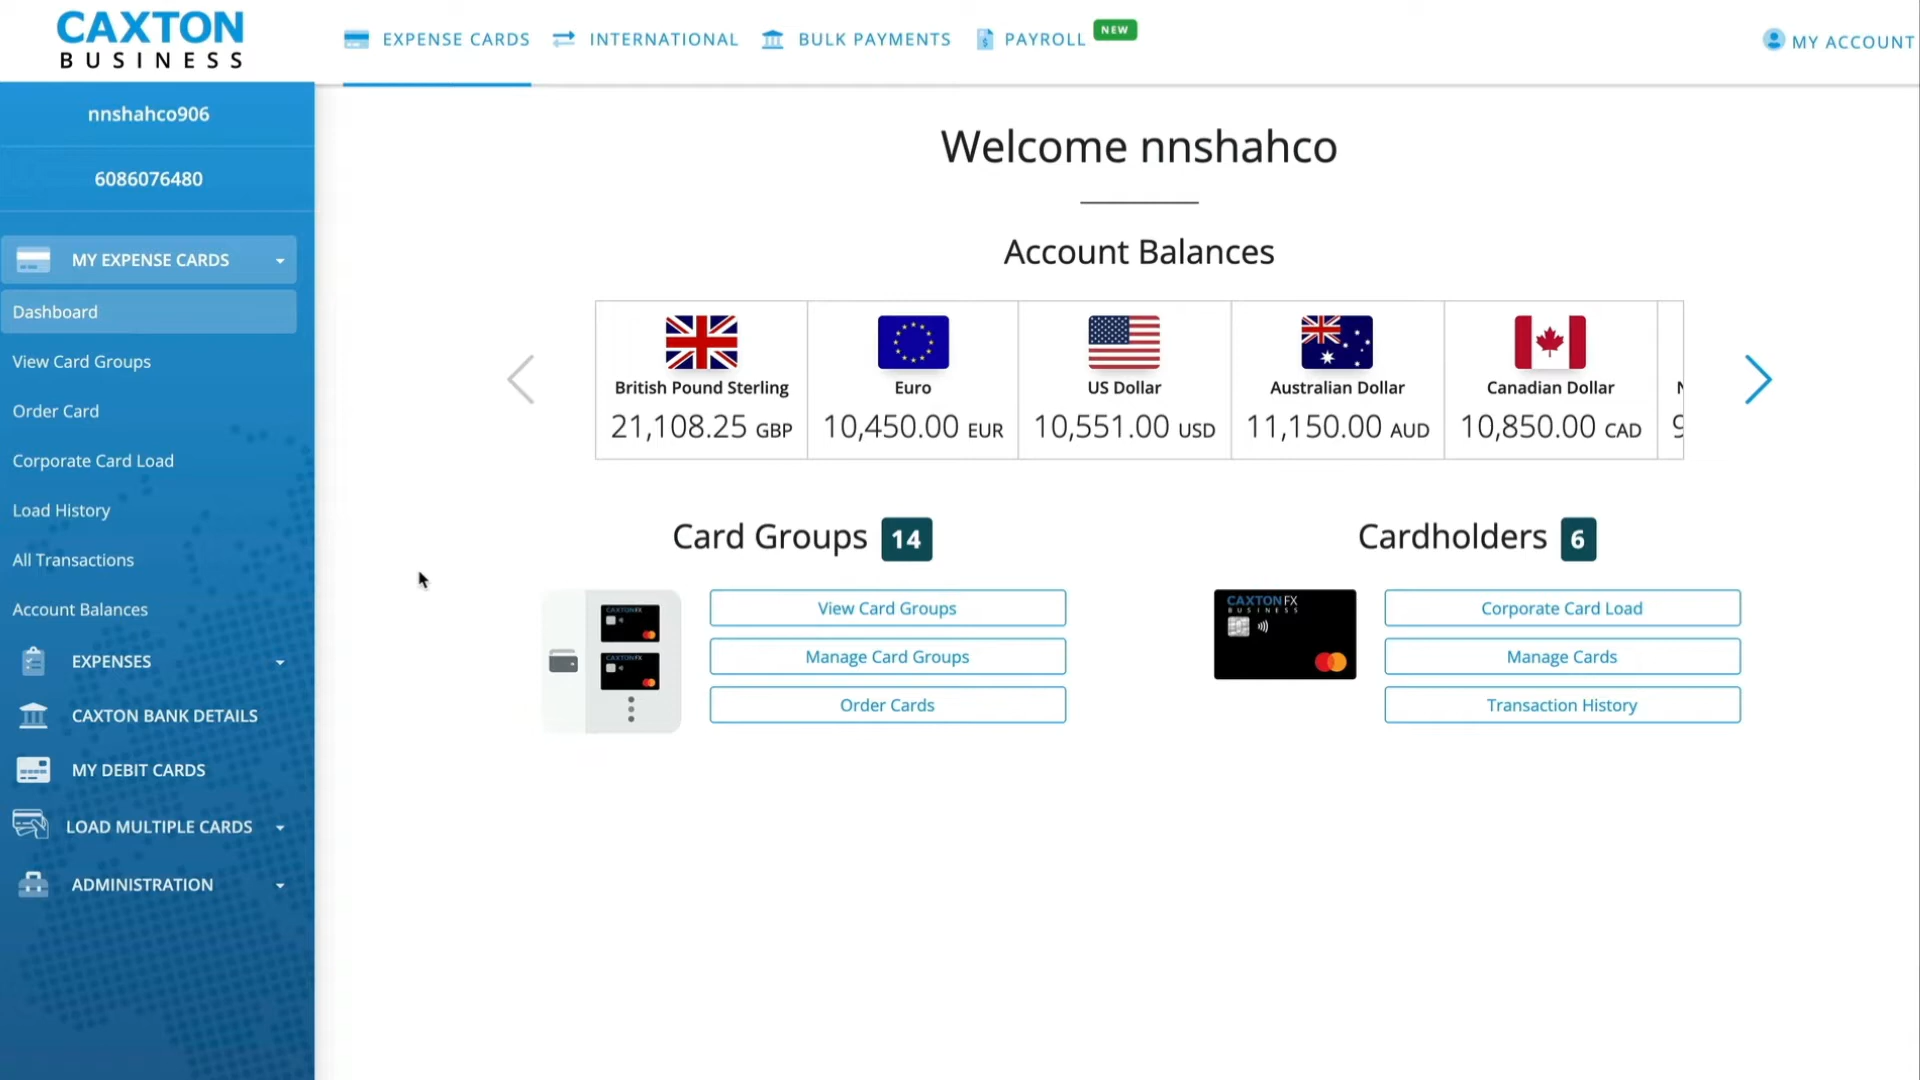 CAXTON
BUSINESS
EXPENSE CARDS
INTERNATIONAL
BULK PAYMENTS
PAYROLL
NEW
MY ACCOUNT
nnshahco906
6086076480
MY EXPENSE CARDS
Dashboard
View Card Groups
Order Card
Corporate Card Load
Load History
All Transactions
Account Balances
EXPENSES
CAXTON BANK DETAILS
MY DEBIT CARDS
LOAD MULTIPLE CARDS
ADMINISTRATION
Welcome nnshahco
Account Balances
British Pound Sterling
21,108.25 GBP
Euro
10,450.00 EUR
US Dollar
10,551.00 USD
Australian Dollar
11,150.00 AUD
Canadian Dollar
10,850.00 CAD
Card Groups 14
CAXTONFX
CAXTONFX
View Card Groups
Manage Card Groups
Order Cards
Cardholders 6
CAXTONFX
BUSINESS
Corporate Card Load
Manage Cards
Transaction History